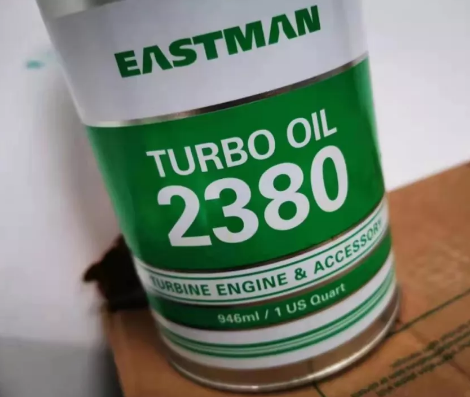 EASTMAN
TURBO OIL
2380
TURBINE ENGINE & ACCESSORY
946ml / 1 US Quart